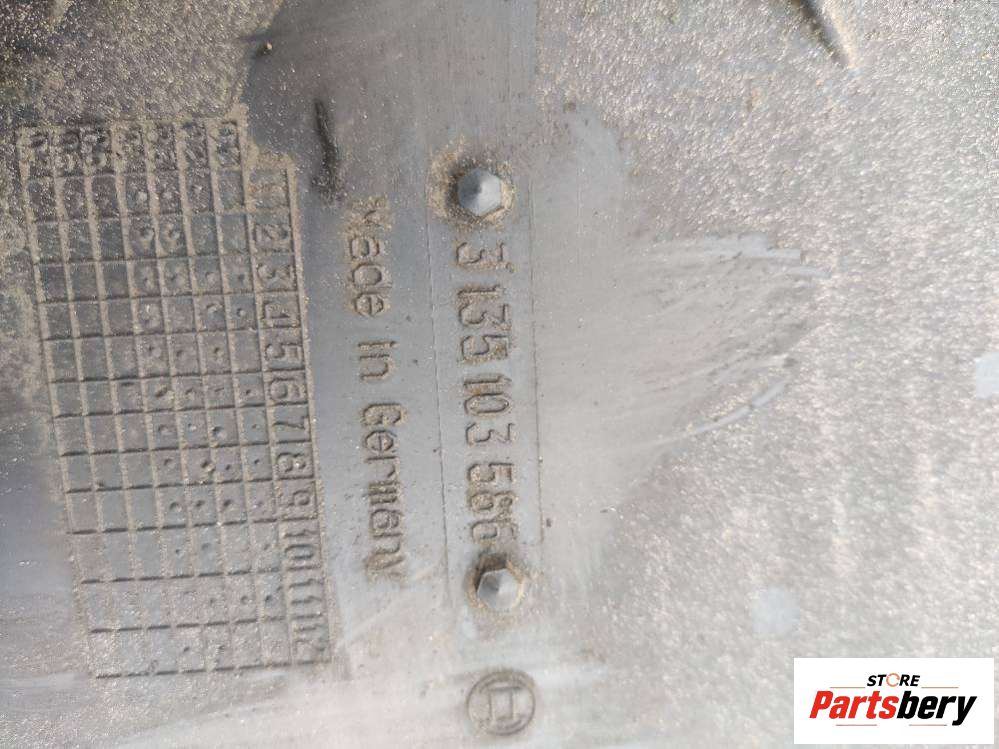 3 135 103 566
Made in Germany
1 2 3 4 5 6 7 8 9 10 11 12
STORE
Partsbery